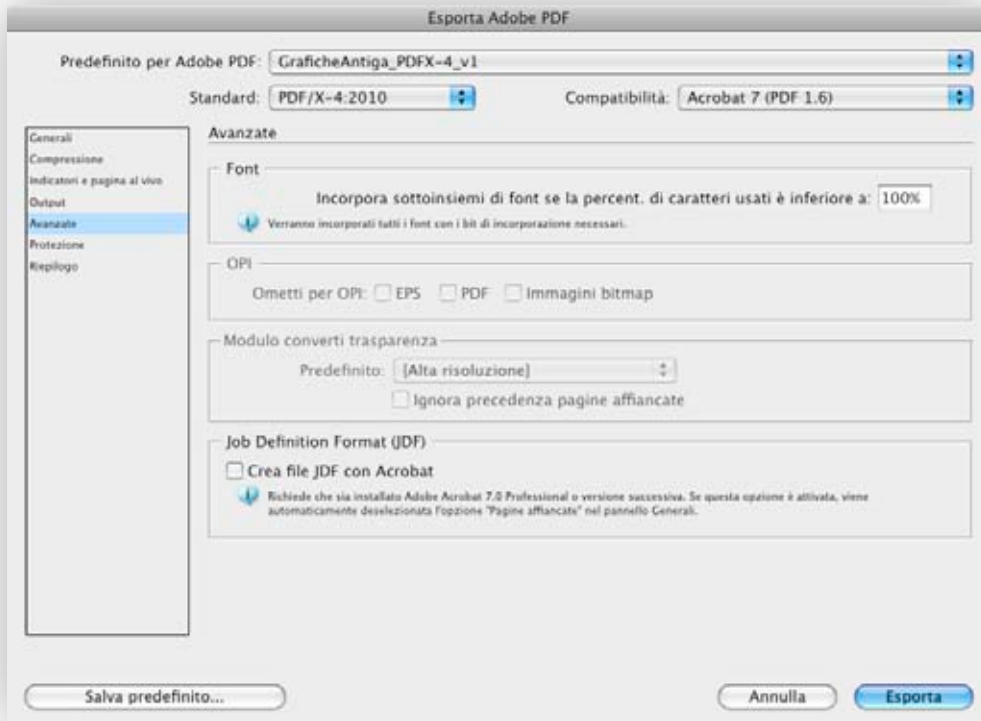 Esporta Adobe PDF
Predefinito per Adobe PDF: GraficheAntiga_PDFX-4_v1
Standard: PDF/X-4:2010 Compatibilità: Acrobat 7 (PDF 1.6)
Generali
Compressione
Indicatori e pagina al vivo
Output
Avanzate
Protezione
Riepilogo
Avanzate
Font
Incorpora sottoinsiemi di font se la percent. di caratteri usati è inferiore a: 100%
Verranno incorporati tutti i font con i bit di incorporazione necessari.
OPI
Ometti per OPI: EPS PDF Immagini bitmap
Modulo converti trasparenza
Predefinito: [Alta risoluzione]
Ignora precedenza pagine affiancate
Job Definition Format (JDF)
Crea file JDF con Acrobat
Richiede che sia installato Adobe Acrobat 7.0 Professional o versione successiva. Se questa opzione è attivata, viene
automaticamente deselezionata l'opzione "Pagine affiancate" nel pannello Generali.
Salva predefinito... Annulla Esporta